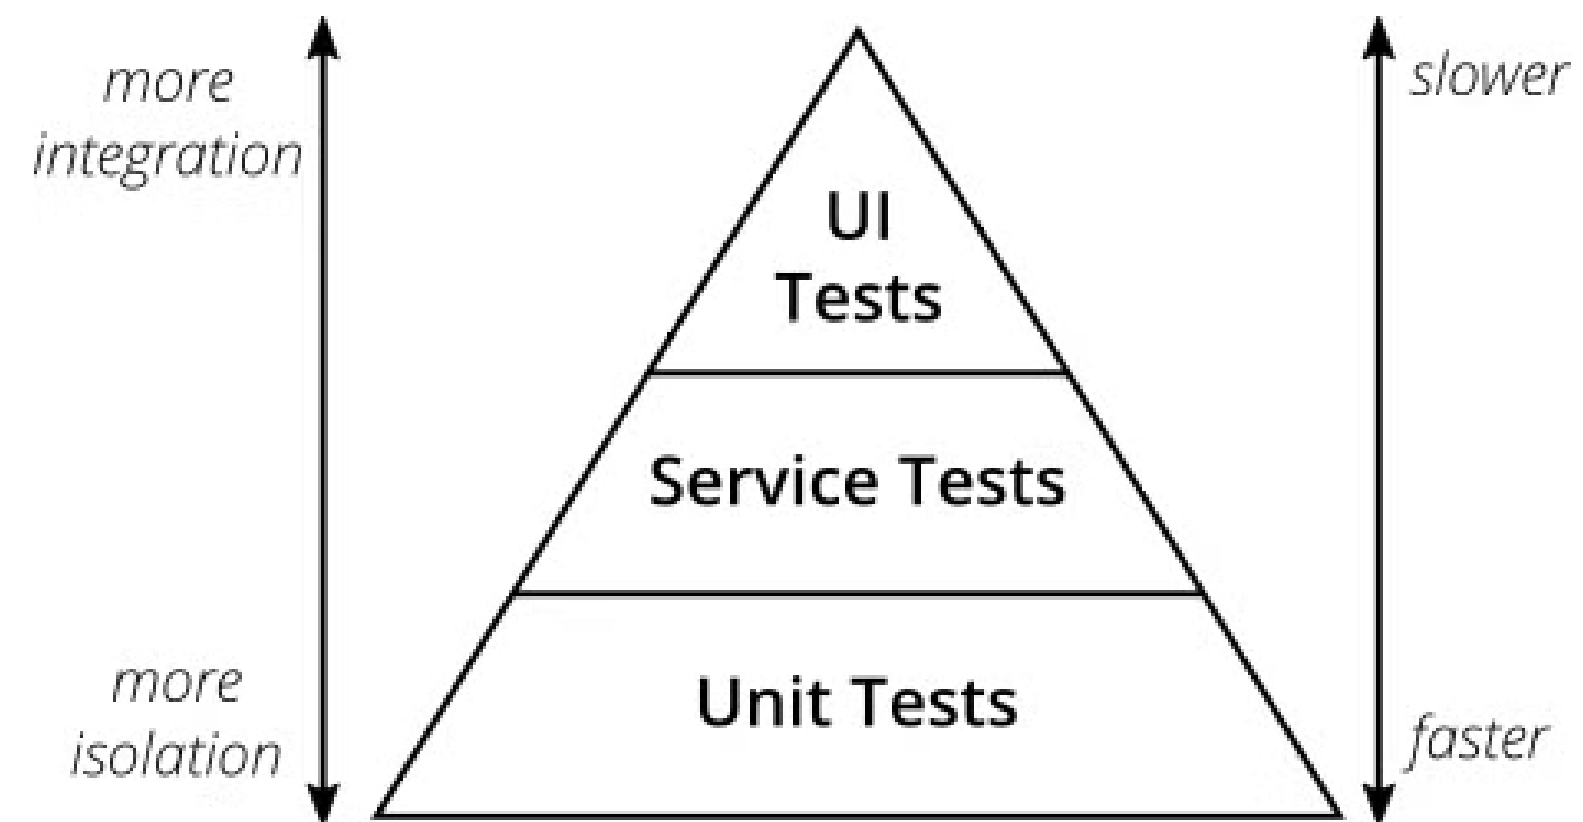 more
integration
slower
UI
Tests
Service Tests
Unit Tests
more
isolation
faster